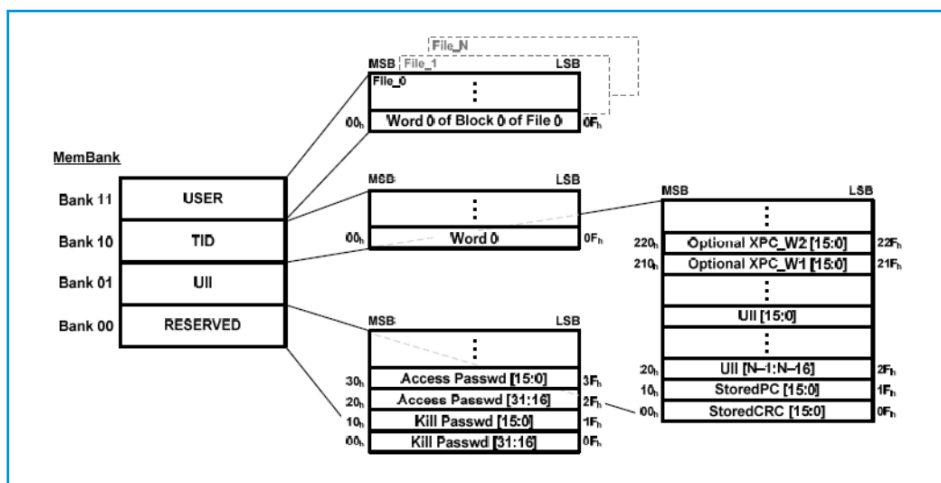 File_N
MSB File_1 LSB
File_0
00h Word 0 of Block 0 of File 0 0Fh
MemBank
Bank 11 USER
Bank 10 TID
Bank 01 UII
Bank 00 RESERVED
MSB LSB
00h Word 0 0Fh
MSB LSB
30h Access Passwd [15:0] 3Fh
20h Access Passwd [31:16] 2Fh
10h Kill Passwd [15:0] 1Fh
00h Kill Passwd [31:16] 0Fh
MSB LSB
220h Optional XPC_W2 [15:0] 22Fh
210h Optional XPC_W1 [15:0] 21Fh
UII [15:0]
20h UII [N–1:N–16] 2Fh
10h StoredPC [15:0] 1Fh
00h StoredCRC [15:0] 0Fh